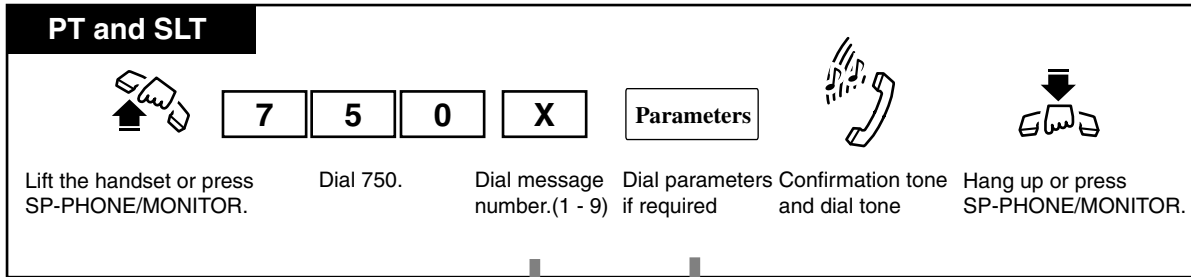 PT and SLT
7 5 0 X Parameters
Lift the handset or press
SP-PHONE/MONITOR.
Dial 750.
Dial message
number.(1 - 9)
Dial parameters
if required
Confirmation tone
and dial tone
Hang up or press
SP-PHONE/MONITOR.